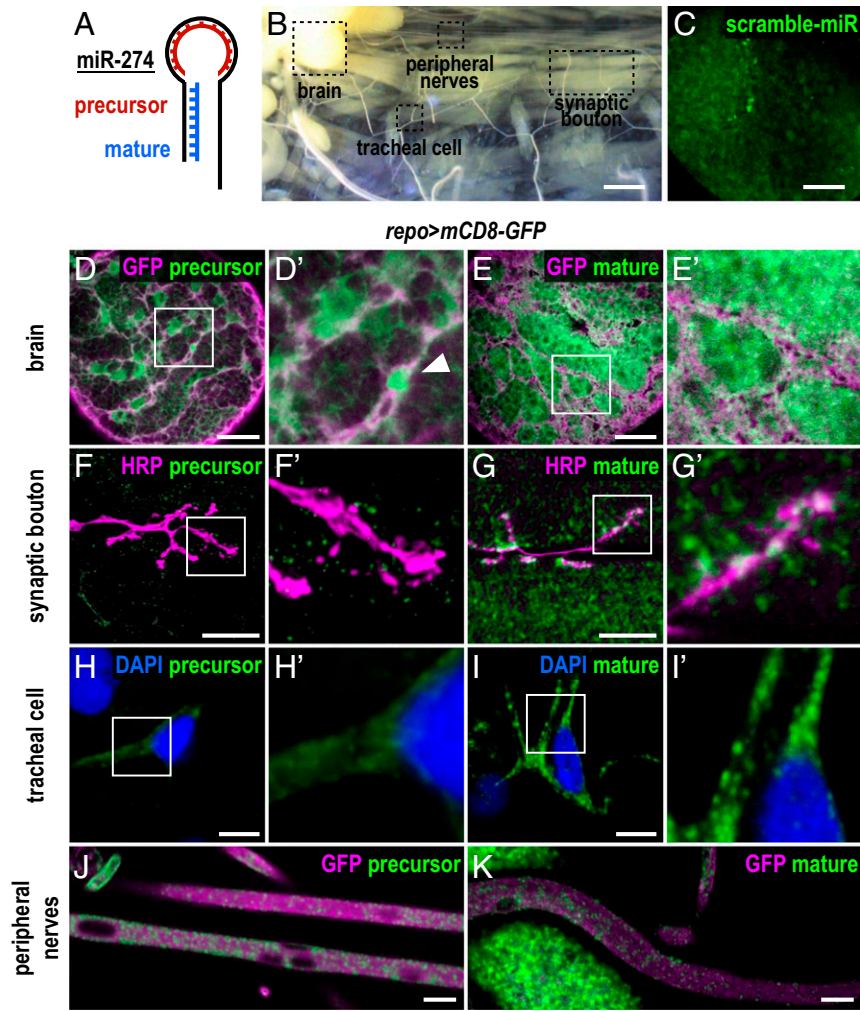 A
miR-274
precursor
mature
B
brain
peripheral
nerves
synaptic
bouton
tracheal cell
C
scramble-miR
repo>mCD8-GFP
brain
D
GFP precursor
D'
E
GFP mature
E'
synaptic bouton
F
HRP precursor
F'
G
HRP mature
G'
tracheal cell
H
DAPI precursor
H'
I
DAPI mature
I'
peripheral
nerves
J
GFP precursor
K
GFP mature